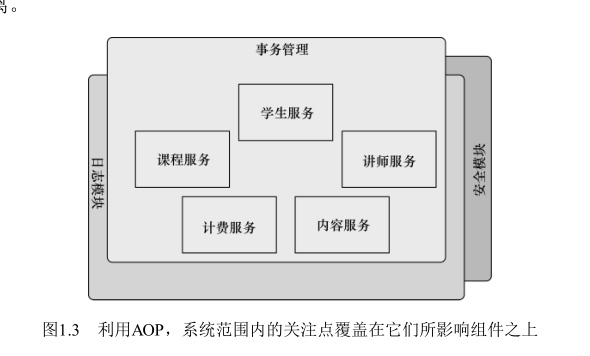 离。
事务管理
学生服务
课程服务
讲师服务
日志模块
安全模块
计费服务
内容服务
图1.3 利用AOP，系统范围内的关注点覆盖在它们所影响组件之上